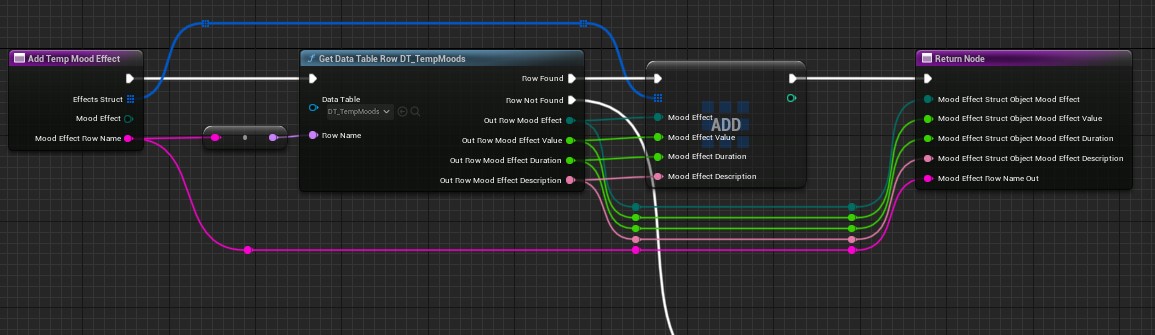 Add Temp Mood Effect
Effects Struct
Mood Effect
Mood Effect Row Name
Get Data Table Row DT_TempMoods
Row Found
Data Table
DT_TempMoods
Row Not Found
Out Row Mood Effect
Row Name
Out Row Mood Effect Value
Out Row Mood Effect Duration
Out Row Mood Effect Description
ADD
Mood Effect
Mood Effect Value
Mood Effect Duration
Mood Effect Description
Return Node
Mood Effect Struct Object Mood Effect
Mood Effect Struct Object Mood Effect Value
Mood Effect Struct Object Mood Effect Duration
Mood Effect Struct Object Mood Effect Description
Mood Effect Row Name Out